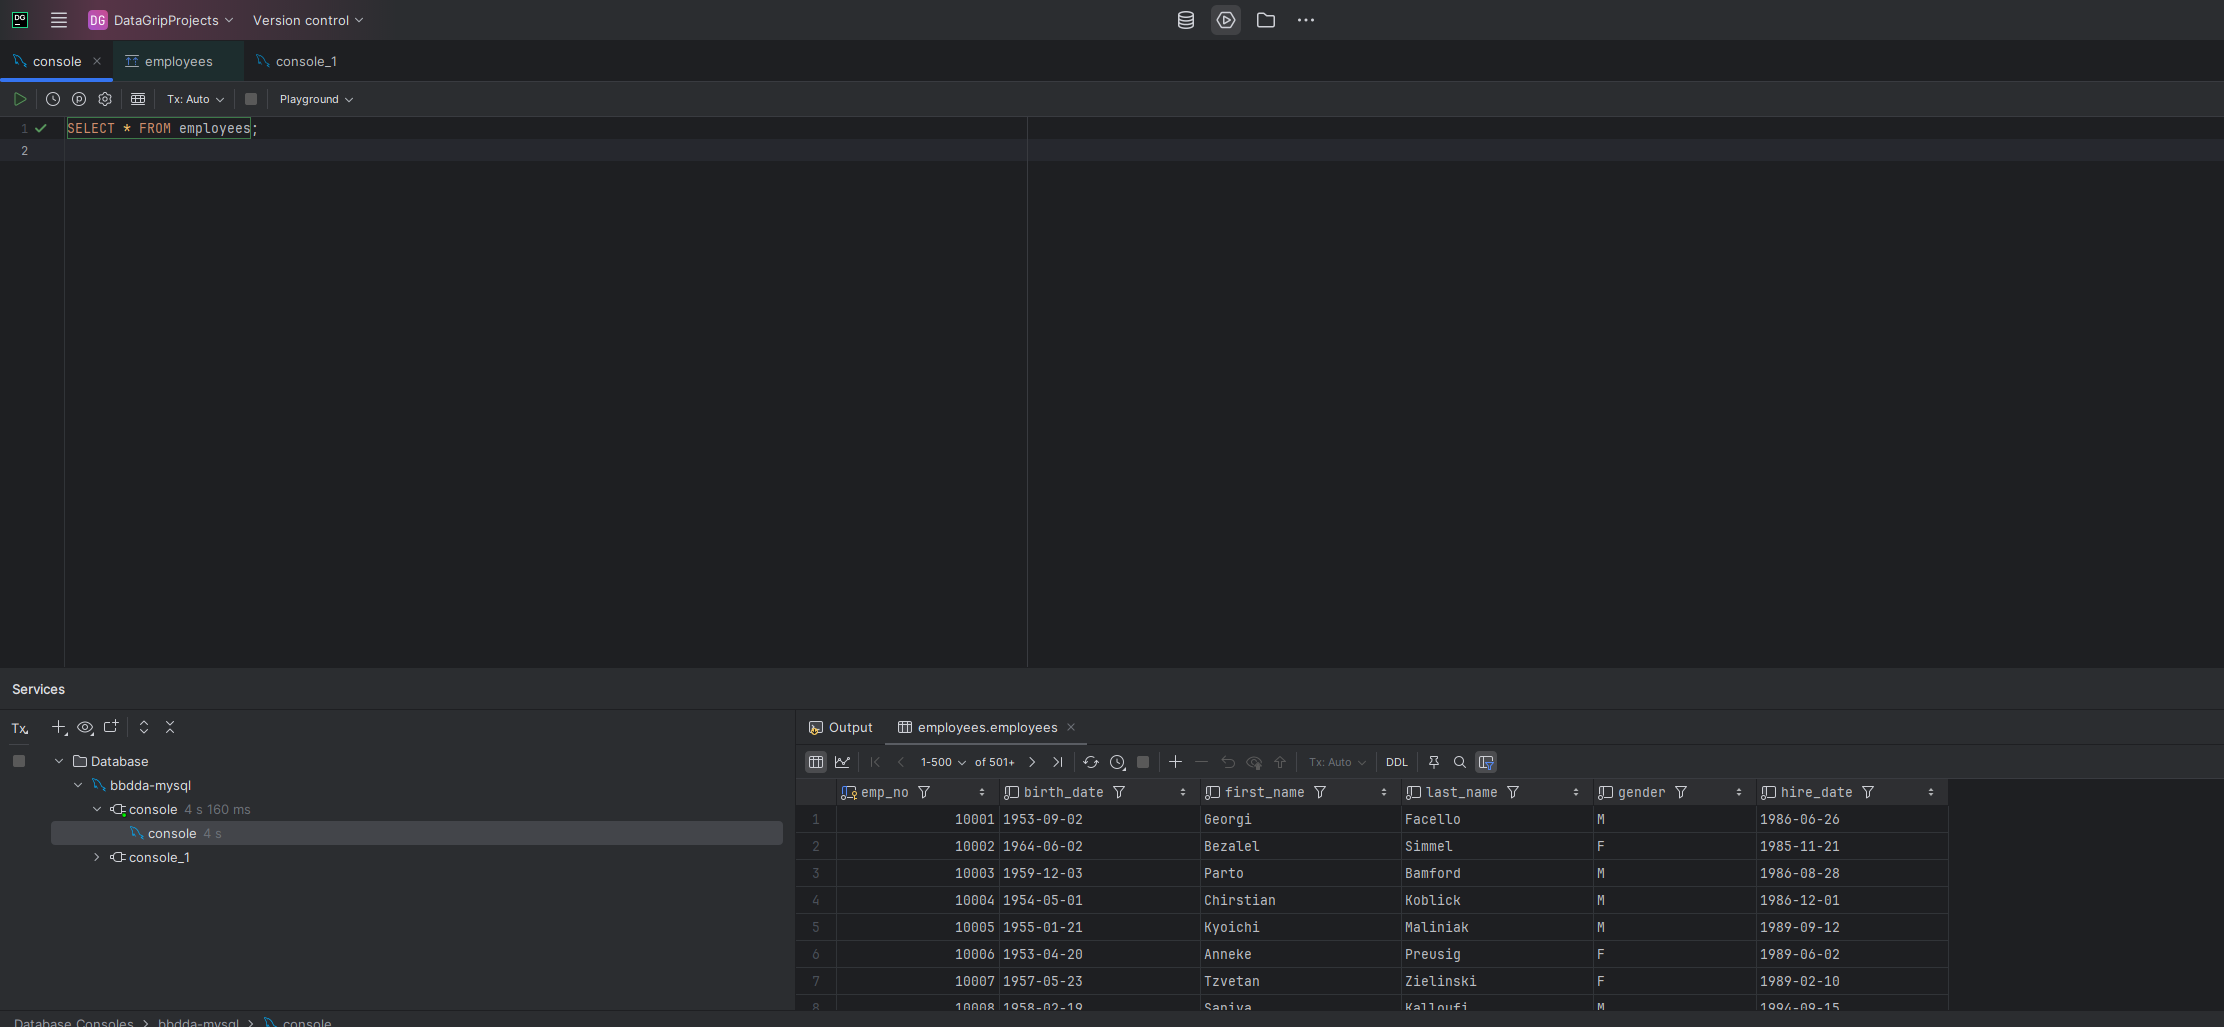 DG DG DataGripProjects Version control
console employees console_1
Tx: Auto Playground
1 SELECT * FROM employees;
2
Services
Tx
Database
bbdda-mysql
console 4 s 160 ms
console 4 s
console_1
Output employees.employees
1-500 of 501+ Tx: Auto DDL
emp_no birth_date first_name last_name gender hire_date
1 10001 1953-09-02 Georgi Facello M 1986-06-26
2 10002 1964-06-02 Bezalel Simmel F 1985-11-21
3 10003 1959-12-03 Parto Bamford M 1986-08-28
4 10004 1954-05-01 Chirstian Koblick M 1986-12-01
5 10005 1955-01-21 Kyoichi Maliniak M 1989-09-12
6 10006 1953-04-20 Anneke Preusig F 1989-06-02
7 10007 1957-05-23 Tzvetan Zielinski F 1989-02-10
8 10008 1958-02-19 Saniya Kalloufi M 1994-09-15
Database Consoles bbdda-mysql console